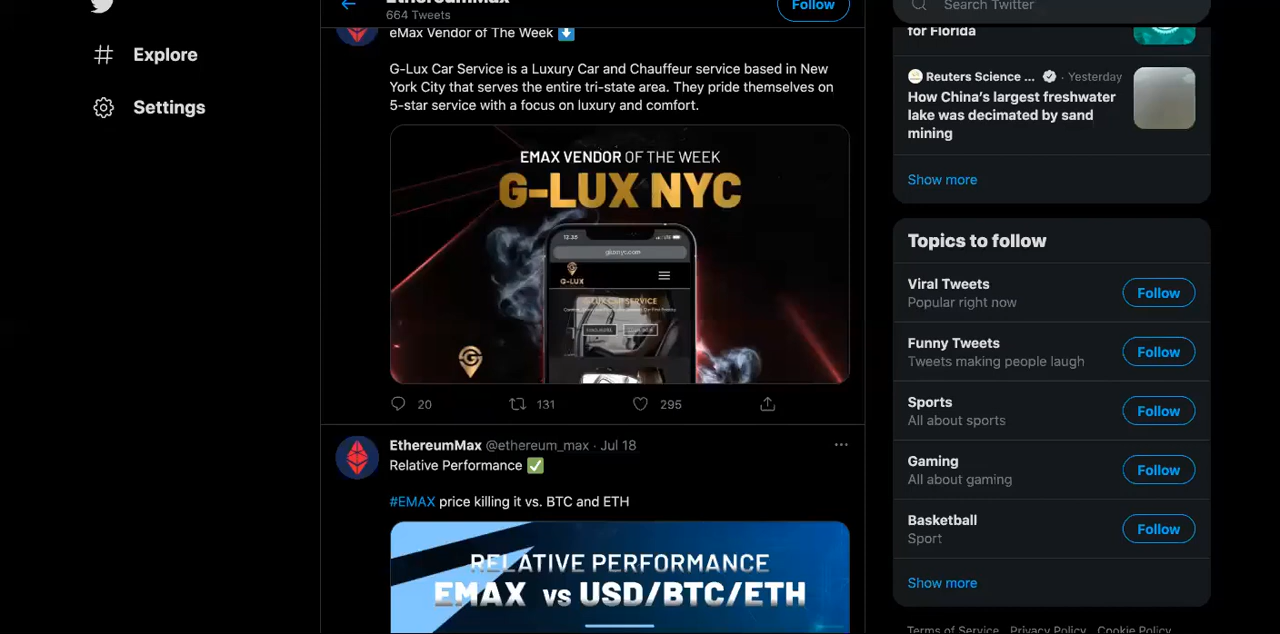 EthereumMax
664 Tweets
Follow
Search Twitter
Explore
Settings
eMax Vendor of The Week
G-Lux Car Service is a Luxury Car and Chauffeur service based in New
York City that serves the entire tri-state area. They pride themselves on
5-star service with a focus on luxury and comfort.
EMAX VENDOR OF THE WEEK
G-LUX NYC
12.35
G-LUX
G-LUX CAR SERVICE
20
131
295
EthereumMax @ethereum_max · Jul 18
Relative Performance
#EMAX price killing it vs. BTC and ETH
RELATIVE PERFORMANCE
EMAX VS USD/BTC/ETH
for Florida
Reuters Science ... · Yesterday
How China's largest freshwater
lake was decimated by sand
mining
Show more
Topics to follow
Viral Tweets
Popular right now
Follow
Funny Tweets
Tweets making people laugh
Follow
Sports
All about sports
Follow
Gaming
All about gaming
Follow
Basketball
Sport
Follow
Show more
Terms of Service Privacy Policy Cookie Policy